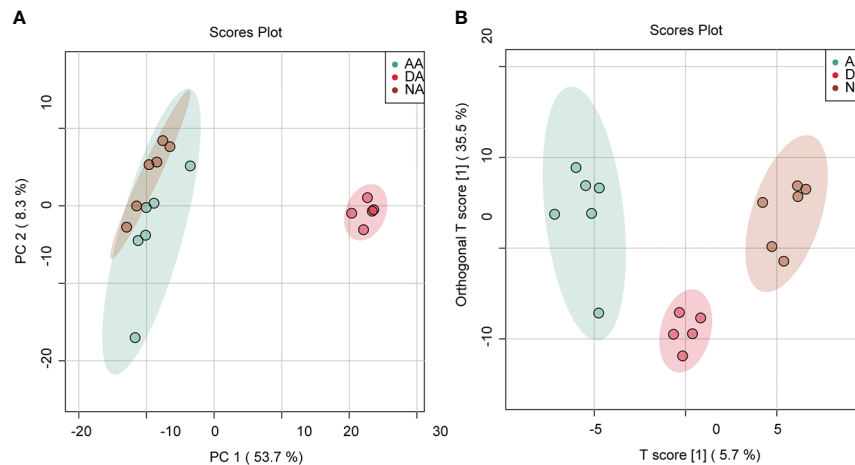 A
Scores Plot
AA
DA
NA
10
0
-10
-20
PC 2 ( 8.3 %)
-20
-10
0
10
20
30
PC 1 ( 53.7 %)
B
Scores Plot
A
D
N
20
10
0
-10
Orthogonal T score [1] ( 35.5 %)
-5
0
5
T score [1] ( 5.7 %)